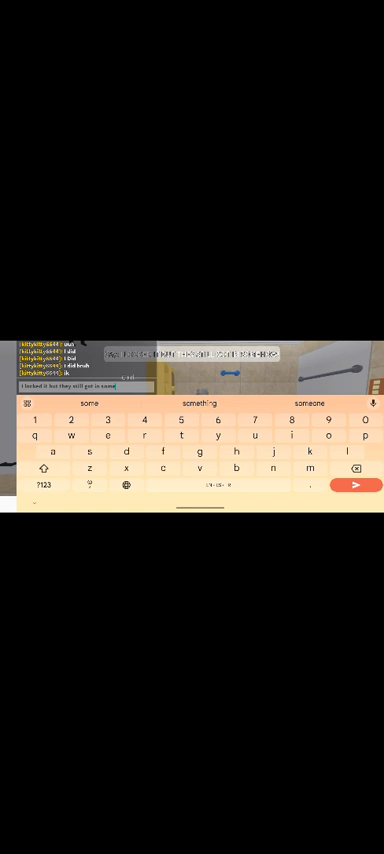 [kittykitty6644]:
[kittykitty6644]: I did
[kittykitty6644]: I Did
[kittykitty6644]: I did bruh
[kittykitty6644]: ik
I locked it but they still got in some
some something someone
1 2 3 4 5 6 7 8 9 0
q w e r t y u i o p
a s d f g h j k l
z x c v b n m
?123 .